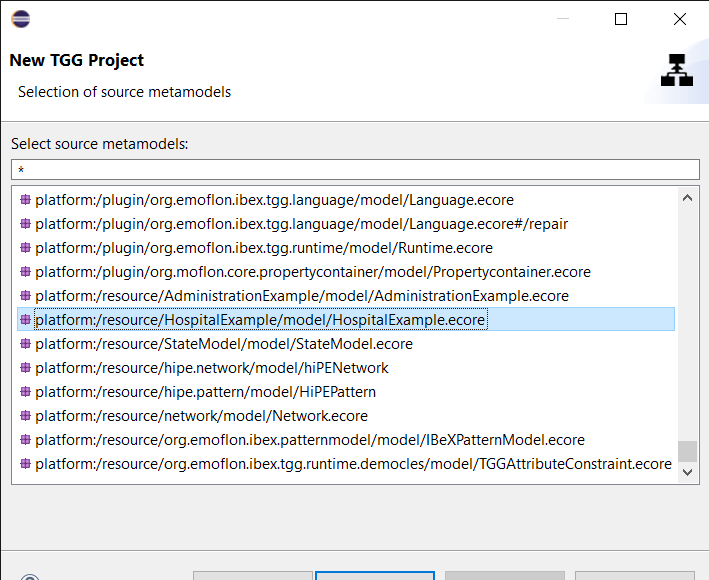 New TGG Project
Selection of source metamodels
Select source metamodels:
*
platform:/plugin/org.emoflon.ibex.tgg.language/model/Language.ecore
platform:/plugin/org.emoflon.ibex.tgg.language/model/Language.ecore#/repair
platform:/plugin/org.emoflon.ibex.tgg.runtime/model/Runtime.ecore
platform:/plugin/org.moflon.core.propertycontainer/model/Propertycontainer.ecore
platform:/resource/AdministrationExample/model/AdministrationExample.ecore
platform:/resource/HospitalExample/model/HospitalExample.ecore
platform:/resource/StateModel/model/StateModel.ecore
platform:/resource/hipe.network/model/hiPENetwork
platform:/resource/hipe.pattern/model/HiPEPattern
platform:/resource/network/model/Network.ecore
platform:/resource/org.emoflon.ibex.patternmodel/model/IBeXPatternModel.ecore
platform:/resource/org.emoflon.ibex.tgg.runtime.democles/model/TGGAttributeConstraint.ecore